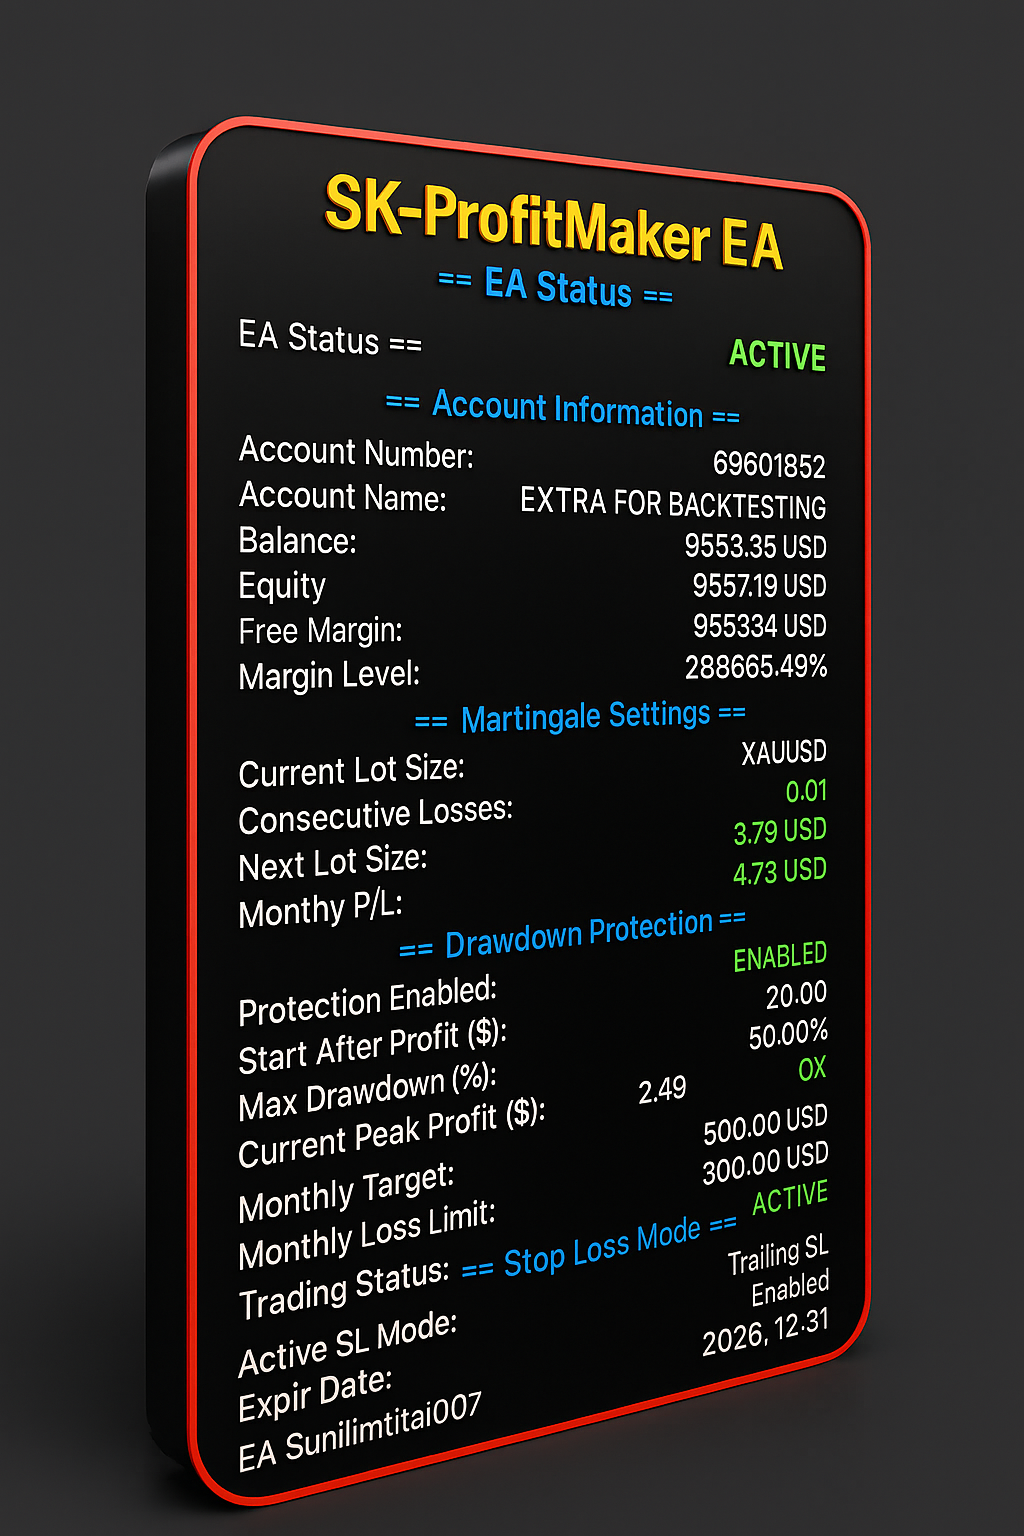 SK-ProfitMaker EA
== EA Status ==
EA Status == ACTIVE
== Account Information ==
Account Number: 69601852
Account Name: EXTRA FOR BACKTESTING
Balance: 9553.35 USD
Equity 9557.19 USD
Free Margin: 955334 USD
Margin Level: 288665.49%
== Martingale Settings ==
Current Lot Size: XAUUSD
Consecutive Losses: 0.01
Next Lot Size: 3.79 USD
Monthy P/L: 4.73 USD
== Drawdown Protection ==
Protection Enabled: ENABLED
Start After Profit ($): 20.00
Max Drawdown (%): 50.00%
Current Peak Profit ($): 2.49 OX
Monthly Target: 500.00 USD
Monthly Loss Limit: 300.00 USD
Trading Status: == Stop Loss Mode == ACTIVE
Active SL Mode: Trailing SL
Expir Date: Enabled
EA Sunilimtitai007 2026, 12.31